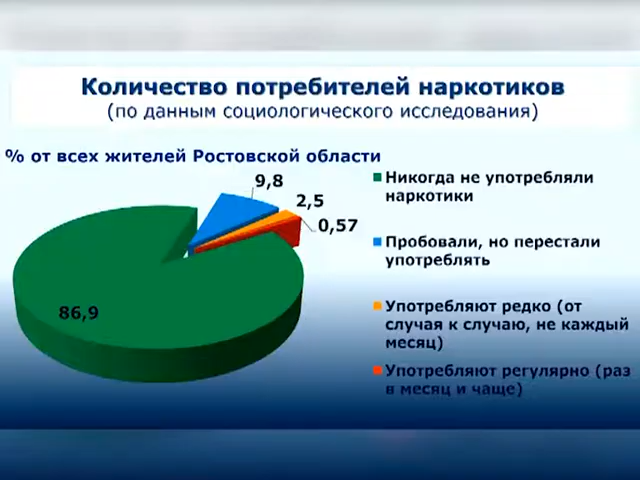 Количество потребителей наркотиков
(по данным социологического исследования)
% от всех жителей Ростовской области
9,8
2,5
0,57
86,9
Никогда не употребляли
наркотики
Пробовали, но перестали
употреблять
Употребляют редко (от
случая к случаю, не каждый
месяц)
Употребляют регулярно (раз
в месяц и чаще)